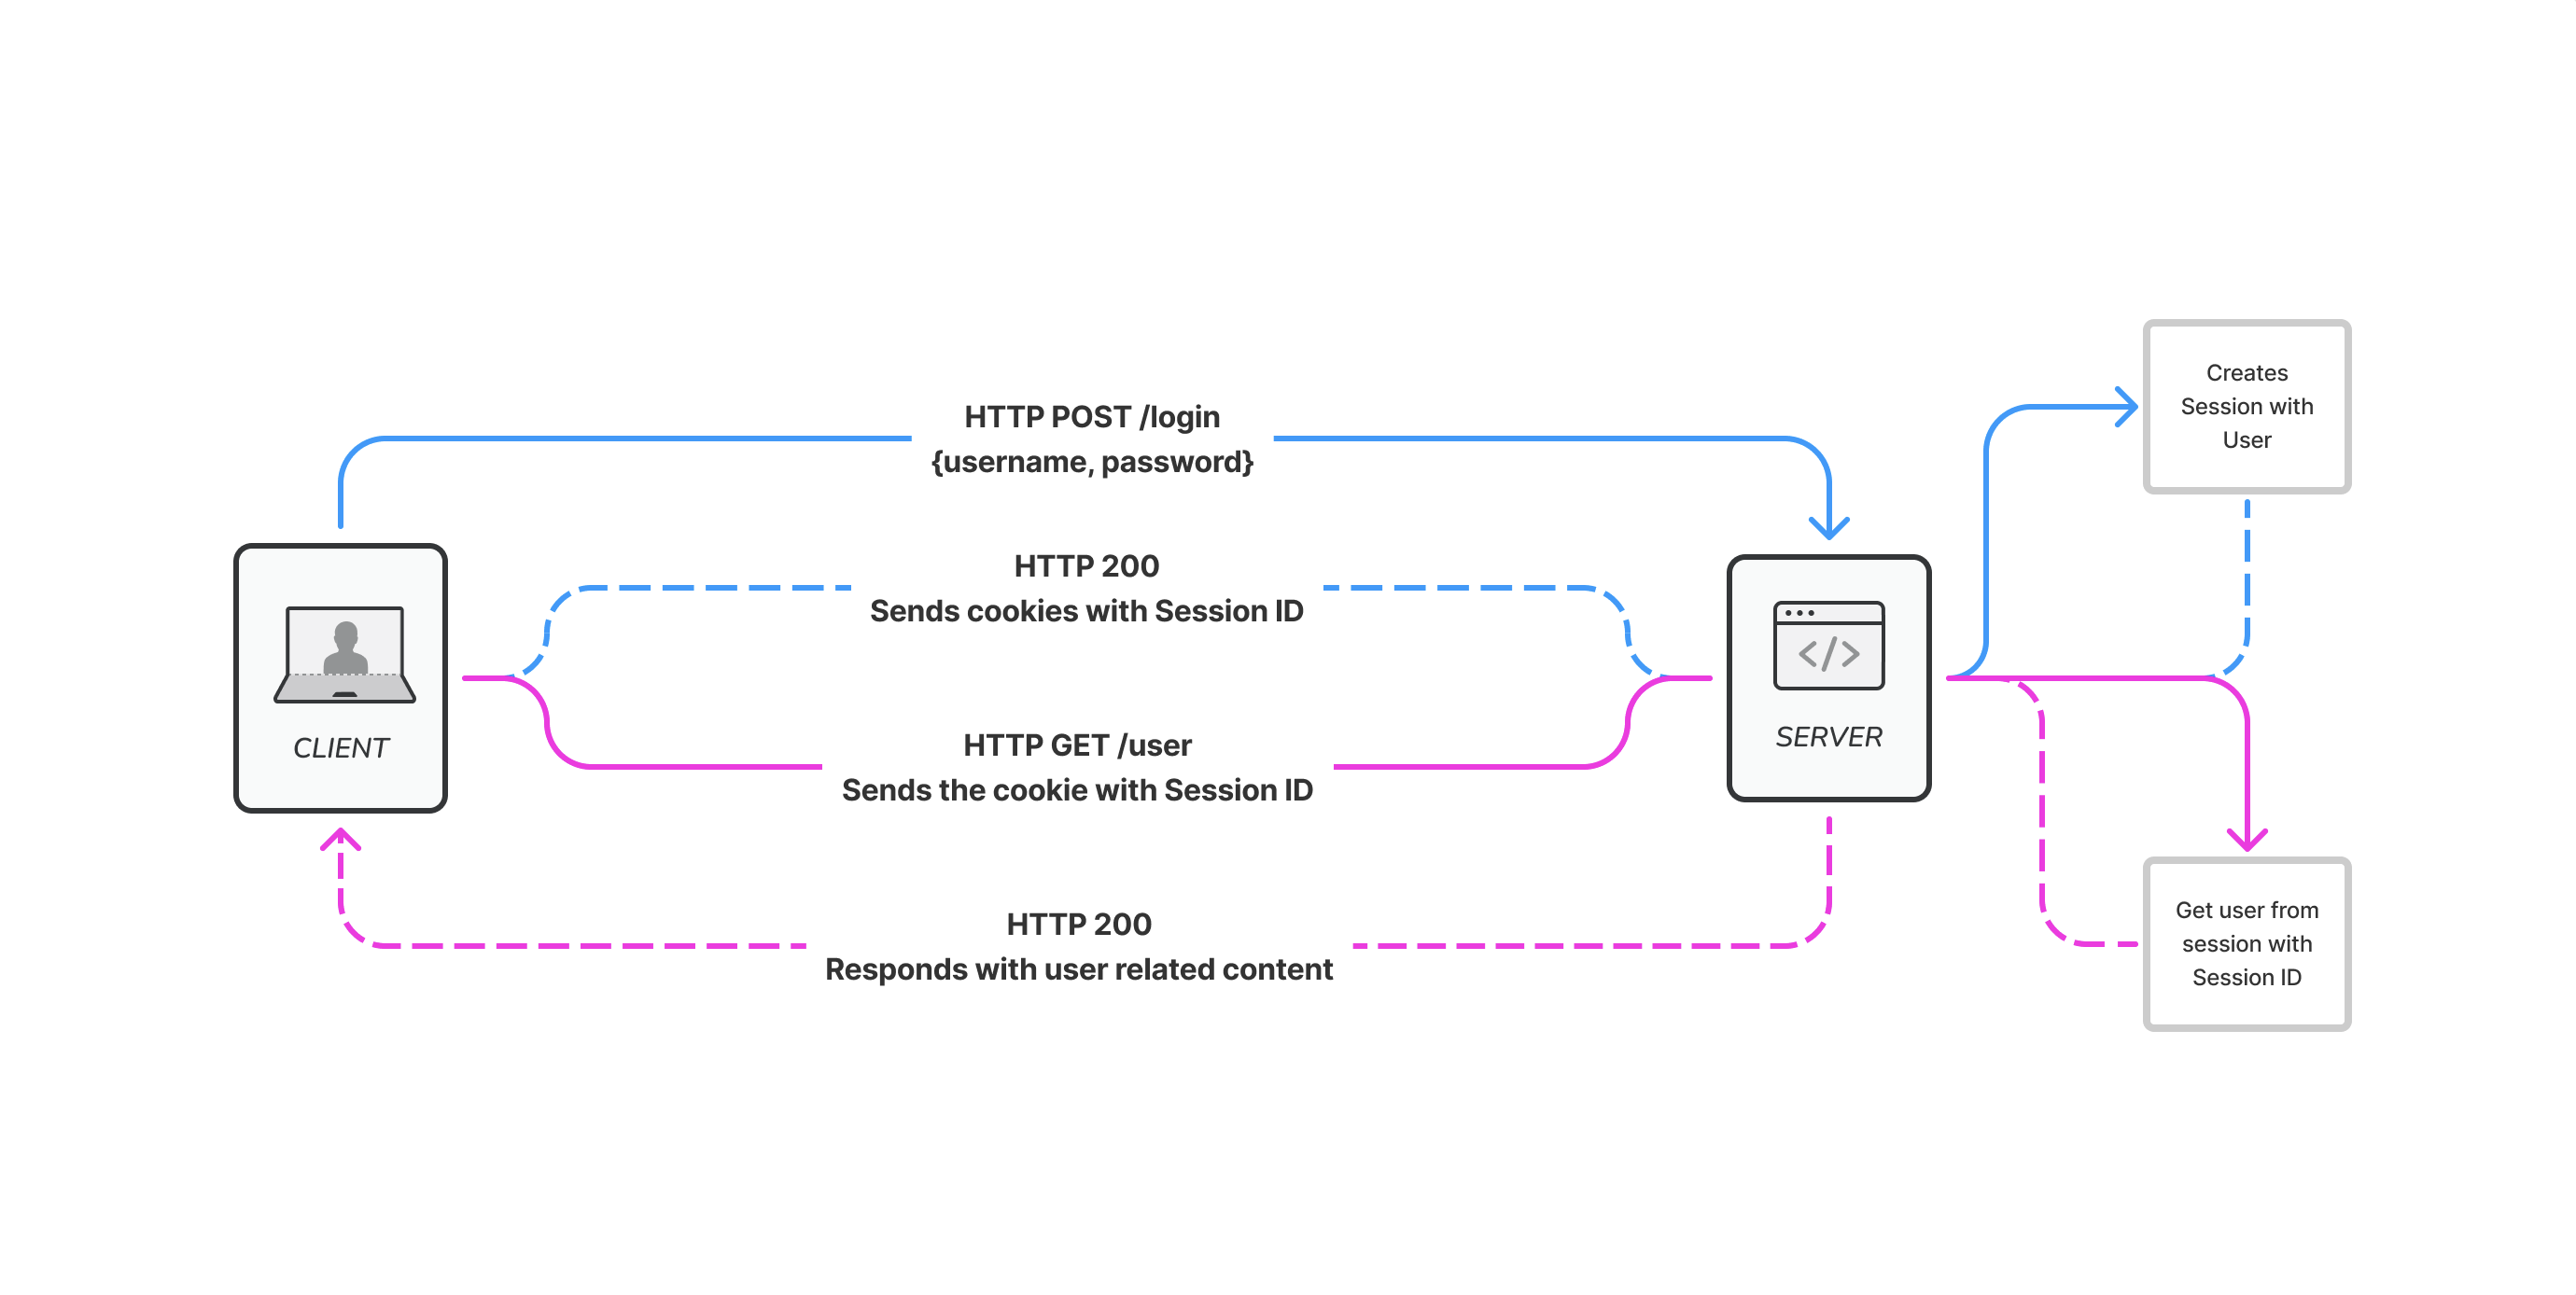 HTTP POST /login
{username, password}
HTTP 200
Sends cookies with Session ID
HTTP GET /user
Sends the cookie with Session ID
HTTP 200
Responds with user related content
CLIENT
SERVER
</>
Creates
Session with
User
Get user from
session with
Session ID